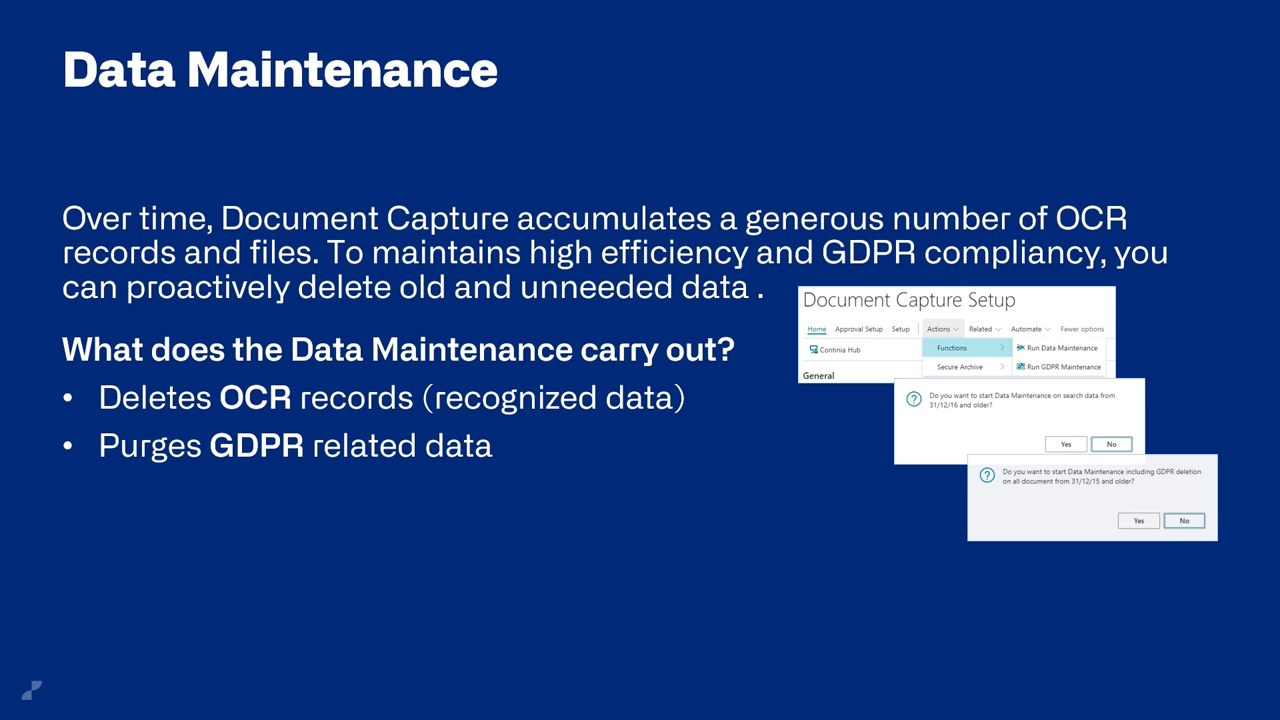 Data Maintenance
Over time, Document Capture accumulates a generous number of OCR
records and files. To maintains high efficiency and GDPR compliancy, you
can proactively delete old and unneeded data .
What does the Data Maintenance carry out?
• Deletes OCR records (recognized data)
• Purges GDPR related data
Document Capture Setup
Home Approval Setup Setup Actions Related Automate Fewer options
Continia Hub Functions Run Data Maintenance
Secure Archive Run GDPR Maintenance
General
Do you want to start Data Maintenance on search data from
31/12/16 and older?
Yes No
Do you want to start Data Maintenance including GDPR deletion
on all document from 31/12/15 and older?
Yes No